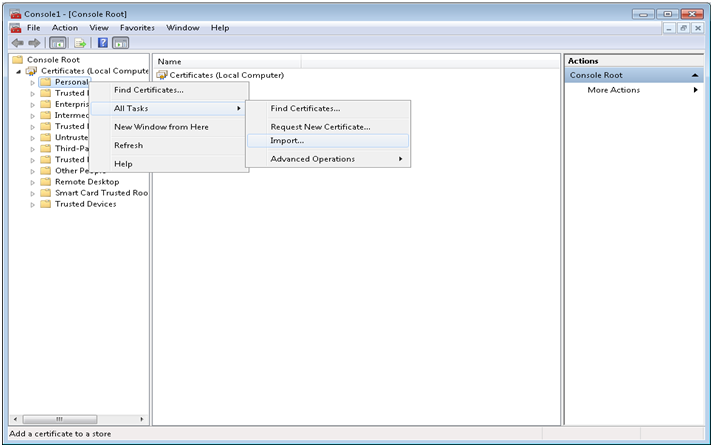 Console1 - [Console Root]
File Action View Favorites Window Help
Console Root
Certificates (Local Compute
Personal
Trusted
Enterpris
Intermed
Trusted
Untruste
Third-Pa
Trusted
Other People
Remote Desktop
Smart Card Trusted Roo
Trusted Devices
Find Certificates...
All Tasks
New Window from Here
Refresh
Help
Find Certificates...
Request New Certificate...
Import...
Advanced Operations
Name
Certificates (Local Computer)
Actions
Console Root
More Actions
Add a certificate to a store